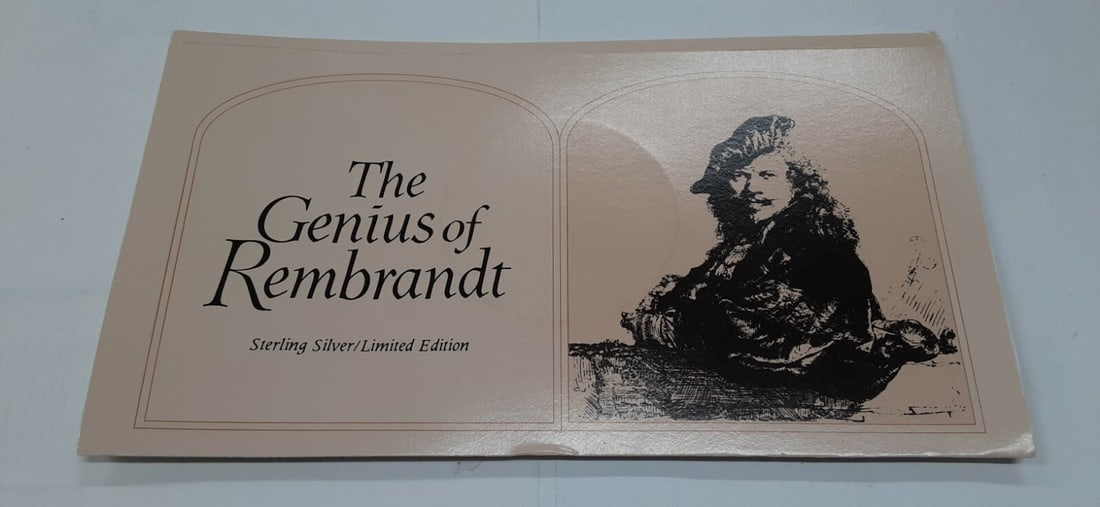 The
Genius of
Rembrandt
Sterling Silver/Limited Edition